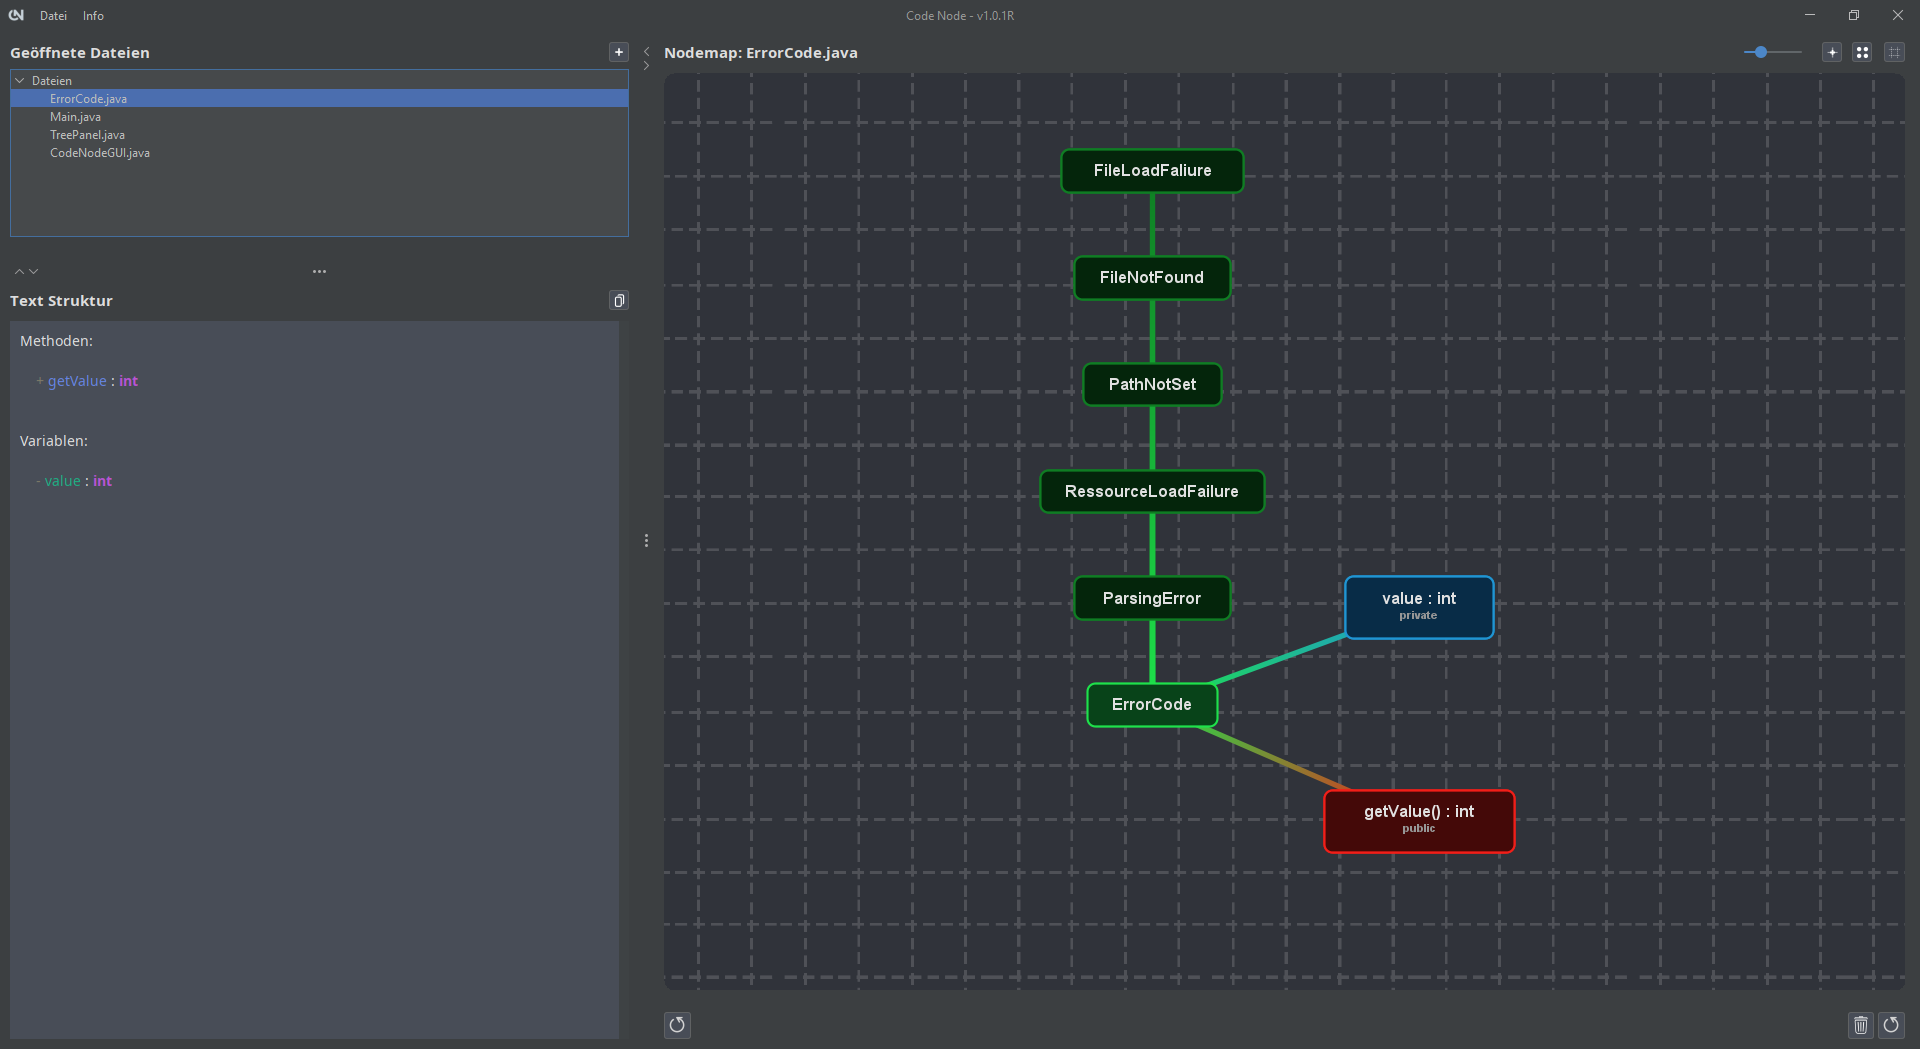 Datei Info
Code Node - v1.0.1R
Geöffnete Dateien
Dateien
ErrorCode.java
Main.java
TreePanel.java
CodeNodeGUI.java
Text Struktur
Methoden:
+ getValue : int
Variablen:
- value : int
Nodemap: ErrorCode.java
FileLoadFaliure
FileNotFound
PathNotSet
RessourceLoadFailure
ParsingError
value : int
private
ErrorCode
getValue() : int
public